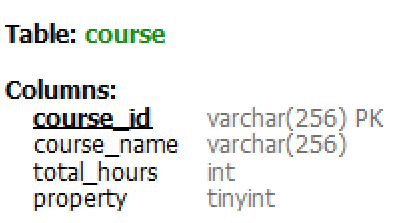 Table: course
Columns:
course_id varchar(256) PK
course_name varchar(256)
total_hours int
property tinyint